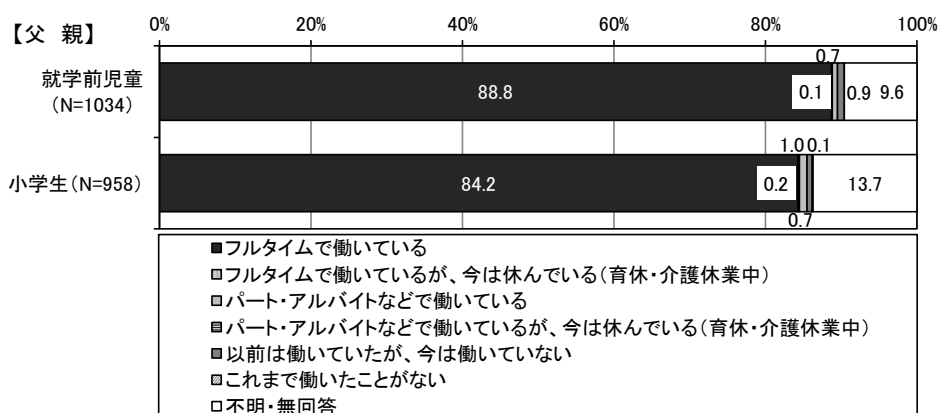 【父 親】
0% 20% 40% 60% 80% 100%
0.7
就学前児童
(N=1034)
88.8 0.1 0.9 9.6
1.0 0.1
小学生(N=958)
84.2 0.2 13.7
0.7
フルタイムで働いている
フルタイムで働いているが、今は休んでいる(育休・介護休業中)
パート・アルバイトなどで働いている
パート・アルバイトなどで働いているが、今は休んでいる(育休・介護休業中)
以前は働いていたが、今は働いていない
これまで働いたことがない
不明・無回答